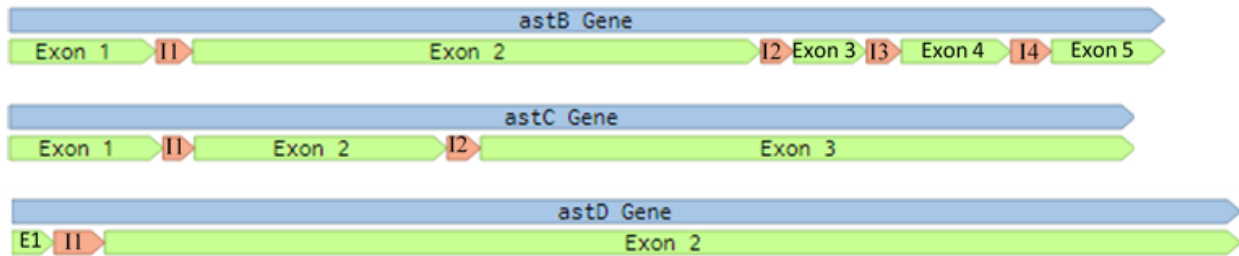 astB Gene
Exon 1 I1 Exon 2 I2 Exon 3 I3 Exon 4 I4 Exon 5
astC Gene
Exon 1 I1 Exon 2 I2 Exon 3
astD Gene
E1 I1 Exon 2